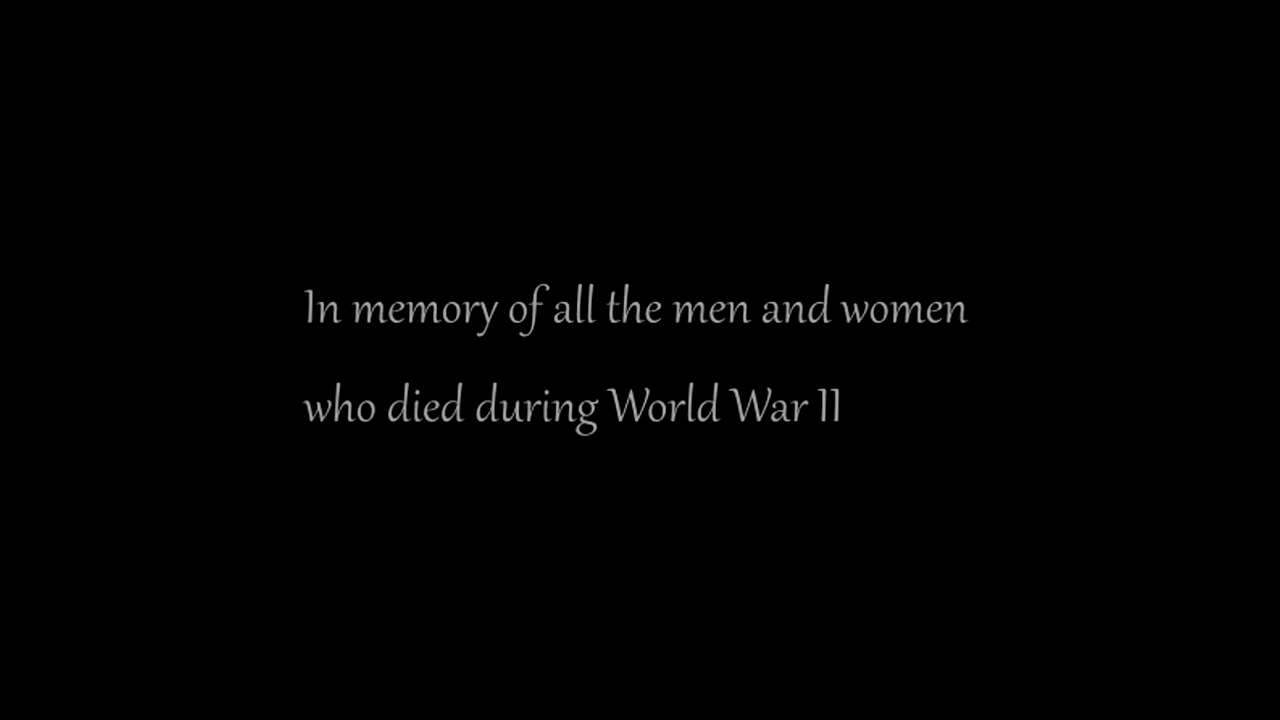 In memory of all the men and women
who died during World War II